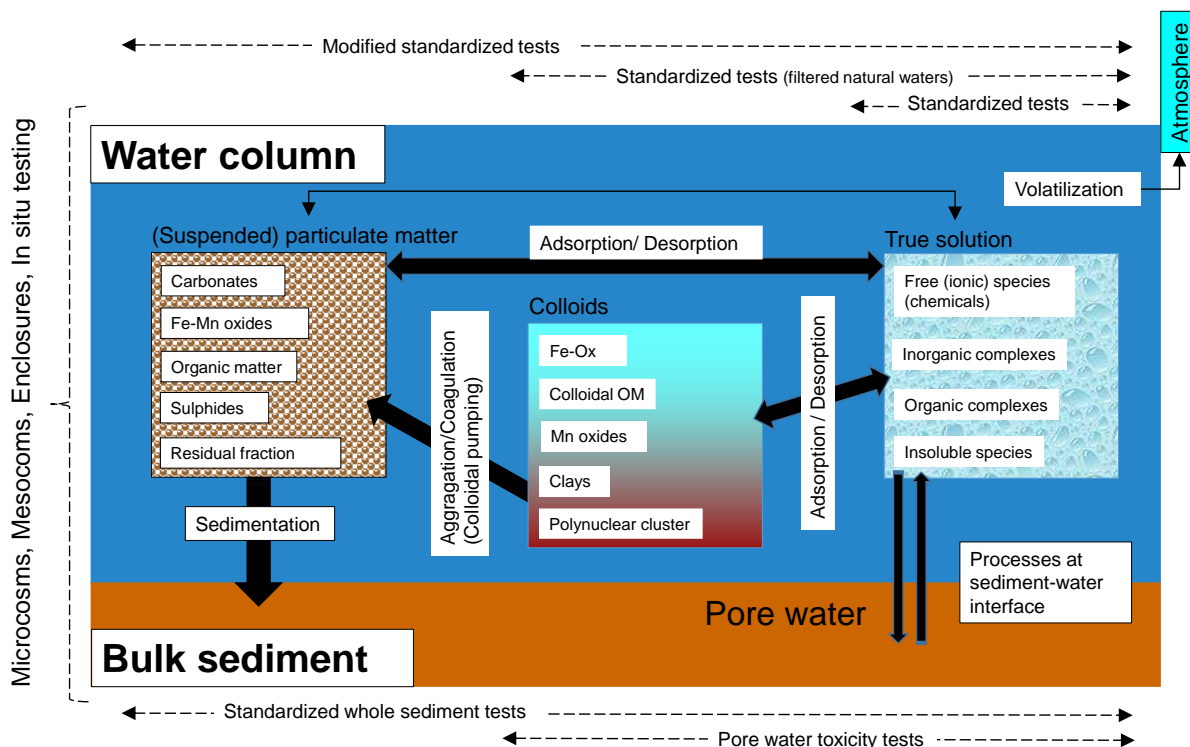 Modified standardized tests
Standardized tests (filtered natural waters)
Standardized tests
Atmosphere
Microcosms, Mesocoms, Enclosures, In situ testing
Water column
Volatilization
(Suspended) particulate matter
Adsorption/ Desorption
True solution
Carbonates
Fe-Mn oxides
Organic matter
Sulphides
Residual fraction
Aggragation/Coagulation
(Colloidal pumping)
Colloids
Fe-Ox
Colloidal OM
Mn oxides
Clays
Polynuclear cluster
Adsorption / Desorption
Free (ionic) species
(chemicals)
Inorganic complexes
Organic complexes
Insoluble species
Sedimentation
Processes at
sediment-water
interface
Pore water
Bulk sediment
Standardized whole sediment tests
Pore water toxicity tests